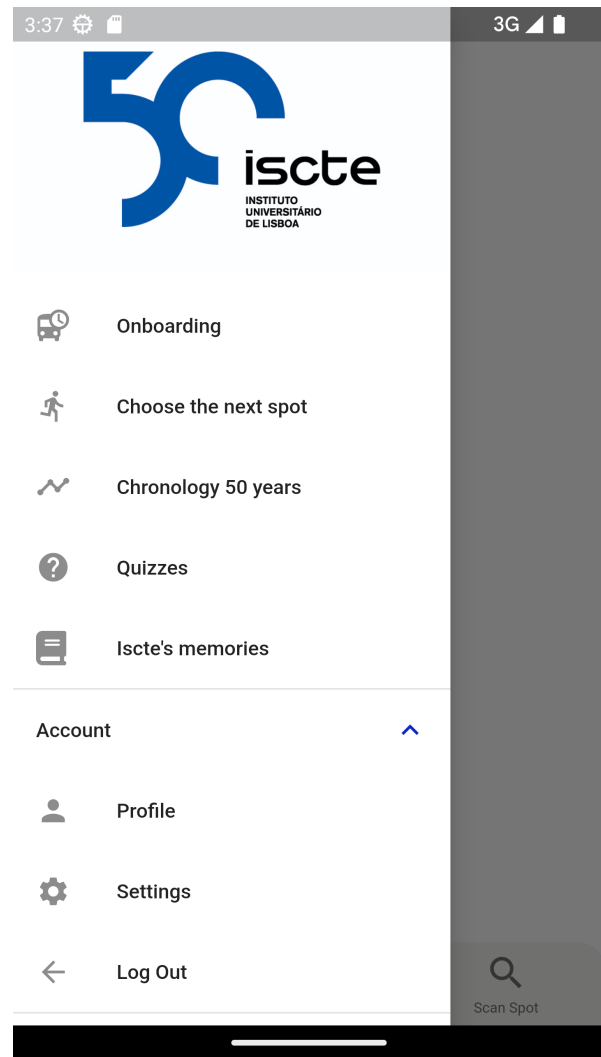 3:37
3G
50
iscte
INSTITUTO
UNIVERSITÁRIO
DE LISBOA
Onboarding
Choose the next spot
Chronology 50 years
Quizzes
Iscte's memories
Account
Profile
Settings
Log Out
Scan Spot